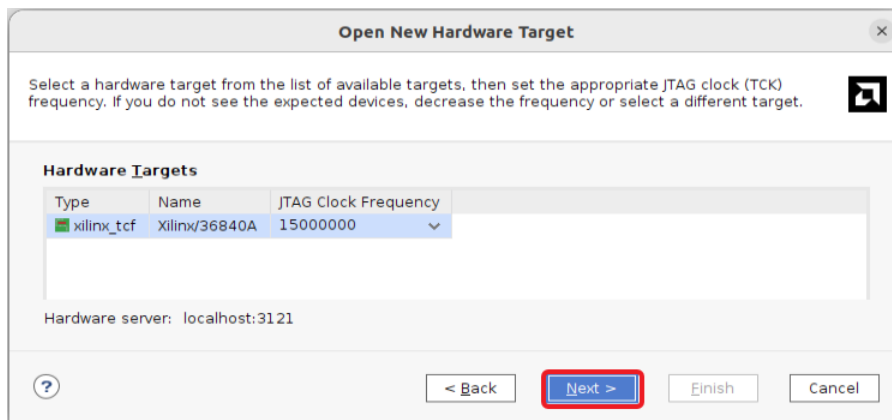 Open New Hardware Target
Select a hardware target from the list of available targets, then set the appropriate JTAG clock (TCK)
frequency. If you do not see the expected devices, decrease the frequency or select a different target.
Hardware Targets
Type Name JTAG Clock Frequency
xilinx_tcf Xilinx/36840A 15000000
Hardware server: localhost:3121
? < Back Next > Finish Cancel